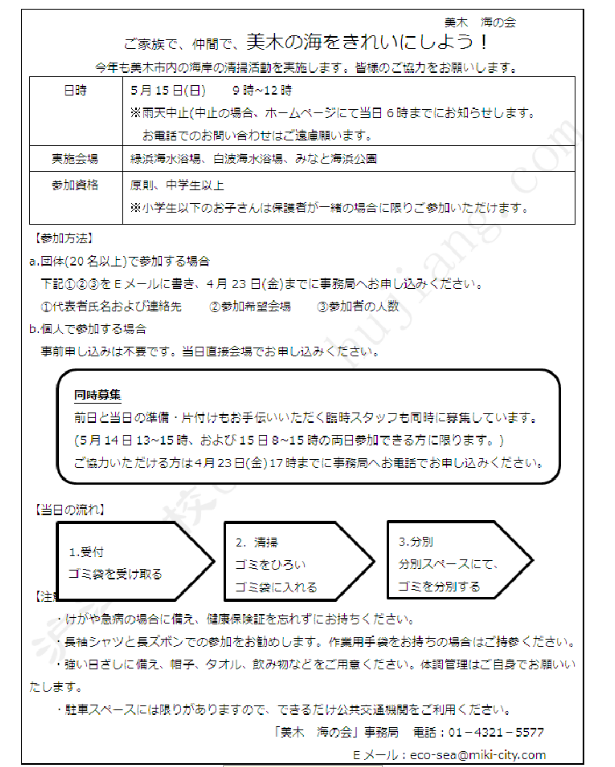 美木　海の会
ご家族で、仲間で、美木の海をきれいにしよう！
今年も美木市内の海岸の清掃活動を実施します。皆様のご協力をお願いします。
日時　5月15日(日)　　9時~12時
※雨天中止(中止の場合、ホームページにて当日6時までにお知らせします。
お電話でのお問い合わせはご遠慮願います。
実施会場　緑浜海水浴場、白波海水浴場、みなと海浜公園
参加資格　原則、中学生以上
※小学生以下のお子さんは保護者が一緒の場合に限りご参加いただけます。
【参加方法】
a.団体(20名以上)で参加する場合
下記①②③をEメールに書き、4月23日(金)までに事務局へお申し込みください。
①代表者氏名および連絡先　　②参加希望会場　　③参加者の人数
b.個人で参加する場合
事前申し込みは不要です。当日直接会場でお申し込みください。
同時募集
前日と当日の準備・片付けもお手伝いいただく臨時スタッフも同時に募集しています。
(5月14日13~15時、および15日8~15時の両日参加できる方に限ります。)
ご協力いただける方は4月23日(金)17時までに事務局へお電話でお申し込みください。
【当日の流れ】
1.受付
ゴミ袋を受け取る
2．清掃
ゴミをひろい
ゴミ袋に入れる
3.分別
分別スペースにて、
ゴミを分別する
【注
・けがや急病の場合に備え、健康保険証を忘れずにお持ちください。
・長袖シャツと長ズボンでの参加をお勧めします。作業用手袋をお持ちの場合はご持参ください。
・強い日ざしに備え、帽子、タオル、飲み物などをご用意ください。体調管理はご自身でお願いい
たします。
・駐車スペースには限りがありますので、できるだけ公共交通機関をご利用ください。
「美木　海の会」事務局　電話：01－4321－5577
Eメール：eco-sea@miki-city.com
hujiang.com